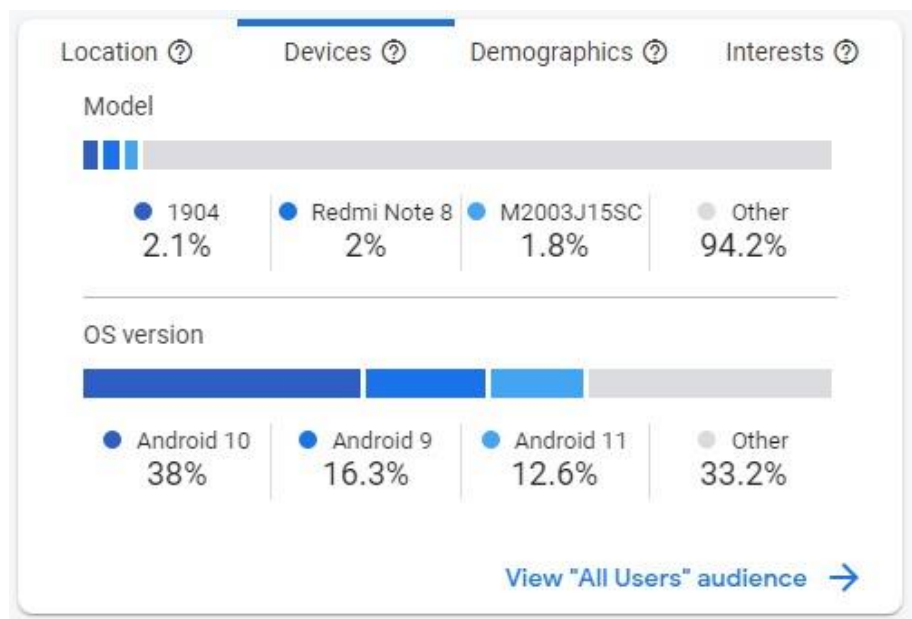 Location Devices Demographics Interests
Model
1904 Redmi Note 8 M2003J15SC Other
2.1% 2% 1.8% 94.2%
OS version
Android 10 Android 9 Android 11 Other
38% 16.3% 12.6% 33.2%
View "All Users" audience →